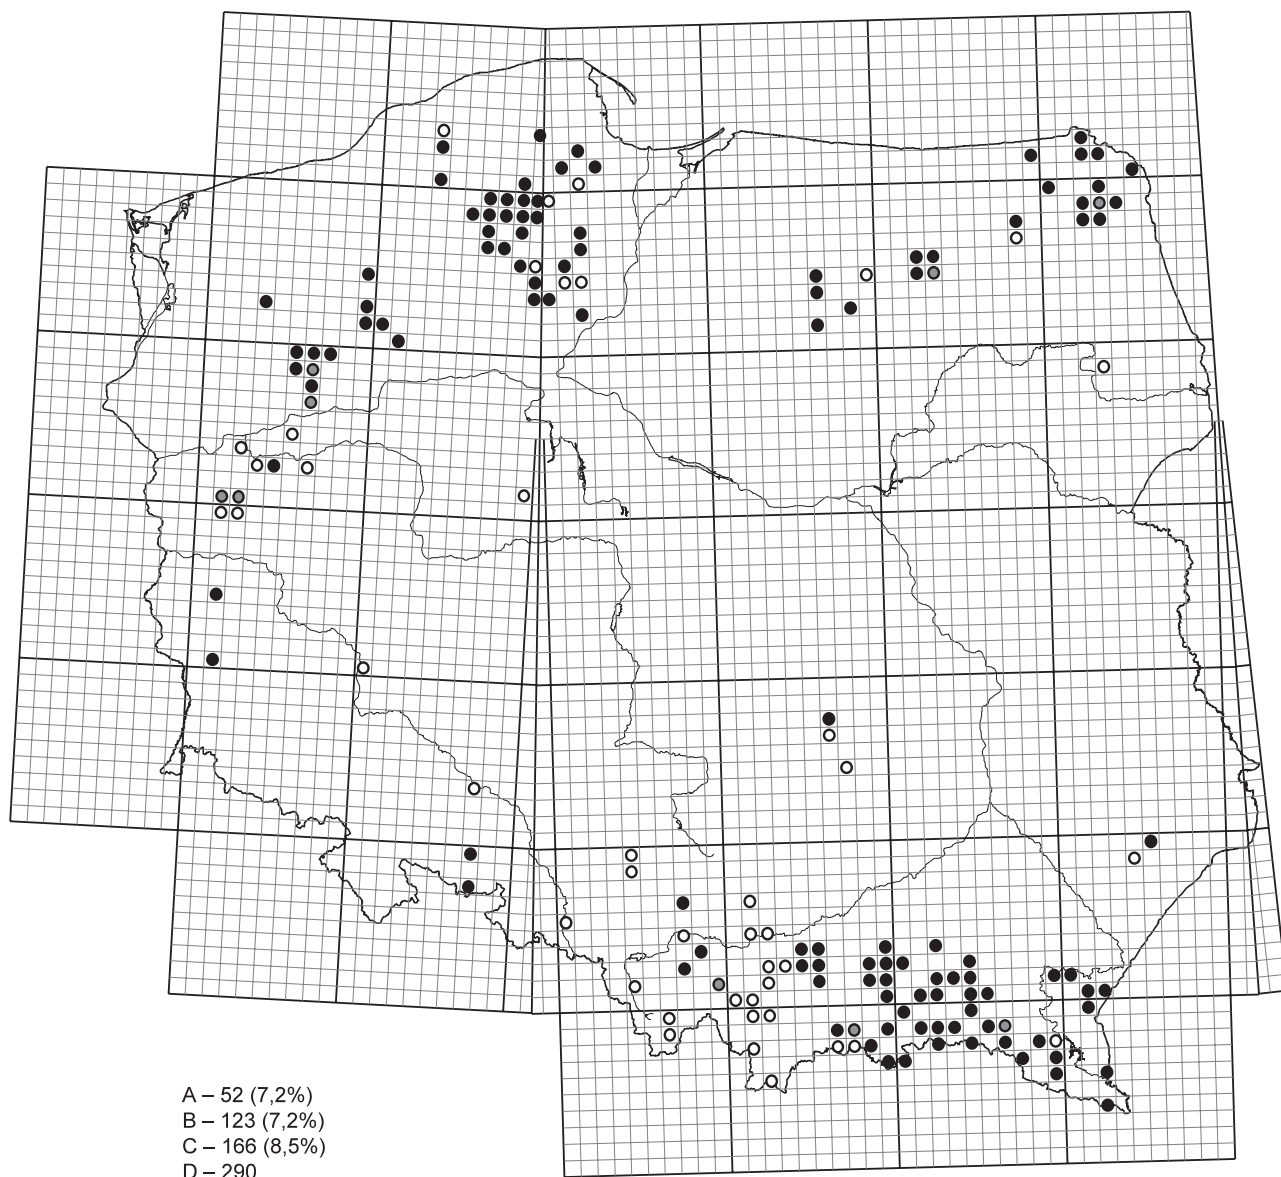 A – 52 (7,2%)
B – 123 (7,2%)
C – 166 (8,5%)
D – 290